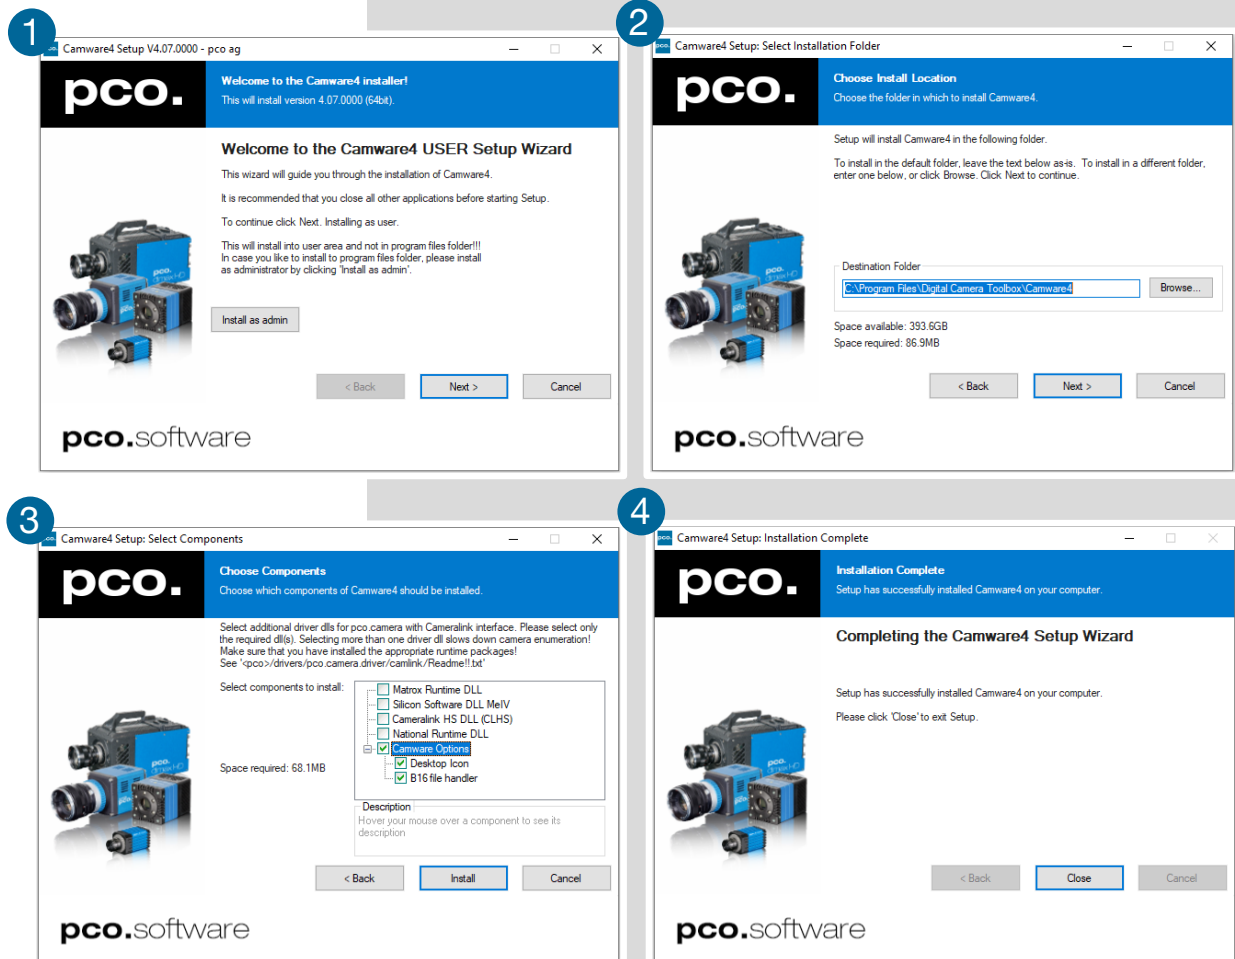 1
Camware4 Setup V4.07.0000 - pco ag
pco.
Welcome to the Camware4 installer!
This will install version 4.07.0000 (64bit).
Welcome to the Camware4 USER Setup Wizard
This wizard will guide you through the installation of Camware4.
It is recommended that you close all other applications before starting Setup.
To continue click Next. Installing as user.
This will install into user area and not in program files folder!!!
In case you like to install to program files folder, please install
as administrator by clicking 'Install as admin'.
Install as admin
< Back
Next >
Cancel
pco.software
2
Camware4 Setup: Select Installation Folder
pco.
Choose Install Location
Choose the folder in which to install Camware4.
Setup will install Camware4 in the following folder.
To install in the default folder, leave the text below as-is. To install in a different folder,
enter one below, or click Browse. Click Next to continue.
Destination Folder
C:\Program Files\Digital Camera Toolbox\Camware4
Browse...
Space available: 393.6GB
Space required: 86.9MB
< Back
Next >
Cancel
pco.software
3
Camware4 Setup: Select Components
pco.
Choose Components
Choose which components of Camware4 should be installed.
Select additional driver dlls for pco.camera with Cameralink interface. Please select only
the required dll(s). Selecting more than one driver dll slows down camera enumeration!
Make sure that you have installed the appropriate runtime packages!
See '<pco>/drivers/pco.camera.driver/camlink/Readme!!.txt'
Select components to install:
Matrox Runtime DLL
Silicon Software DLL MeIV
Cameralink HS DLL (CLHS)
National Runtime DLL
Camware Options
Desktop Icon
B16 file handler
Space required: 68.1MB
Description
Hover your mouse over a component to see its
description
< Back
Install
Cancel
pco.software
4
Camware4 Setup: Installation Complete
pco.
Installation Complete
Setup has successfully installed Camware4 on your computer.
Completing the Camware4 Setup Wizard
Setup has successfully installed Camware4 on your computer.
Please click 'Close' to exit Setup.
< Back
Close
Cancel
pco.software